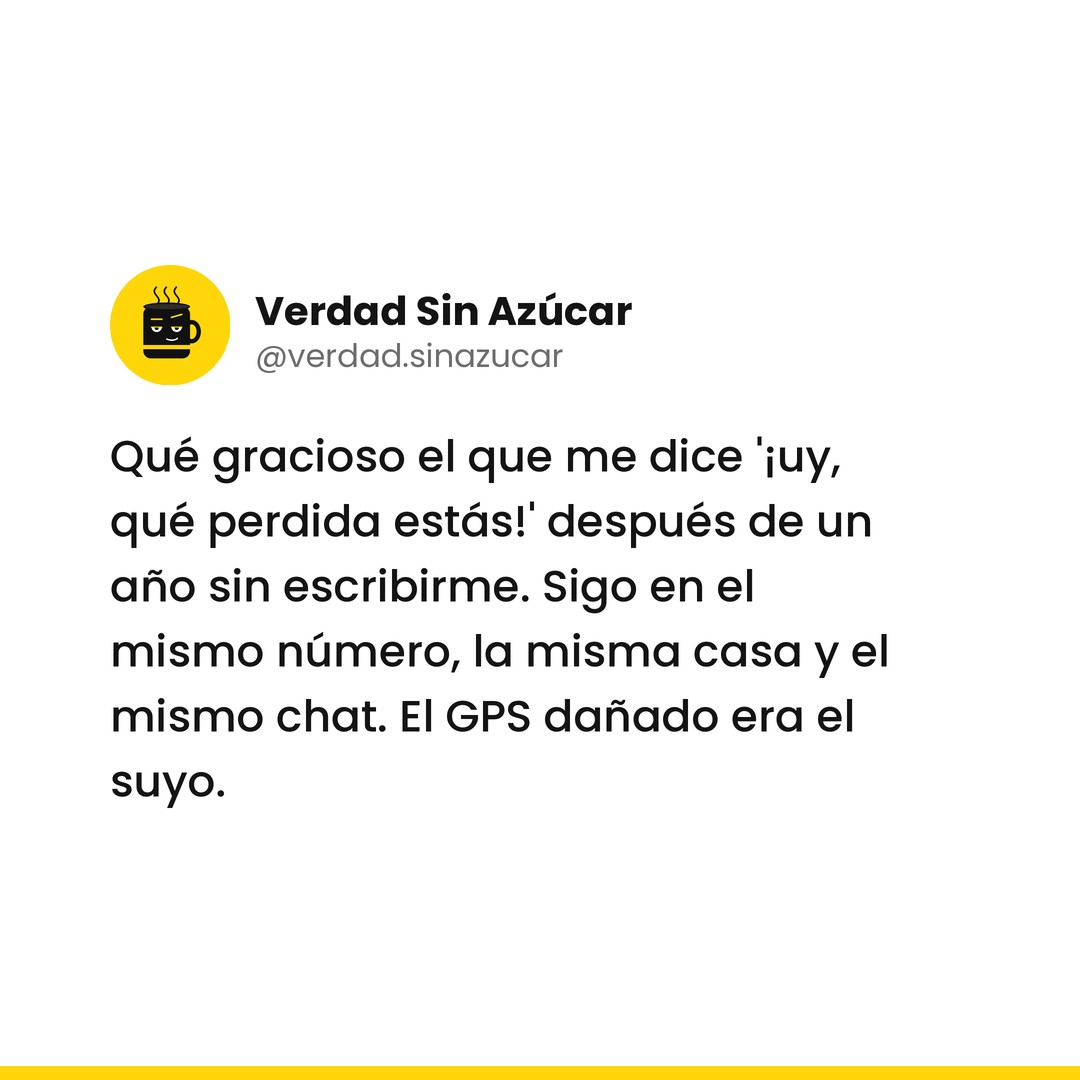 Verdad Sin Azúcar
@verdad.sinazucar
Qué gracioso el que me dice '¡uy,
qué perdida estás!' después de un
año sin escribirme. Sigo en el
mismo número, la misma casa y el
mismo chat. El GPS dañado era el
suyo.